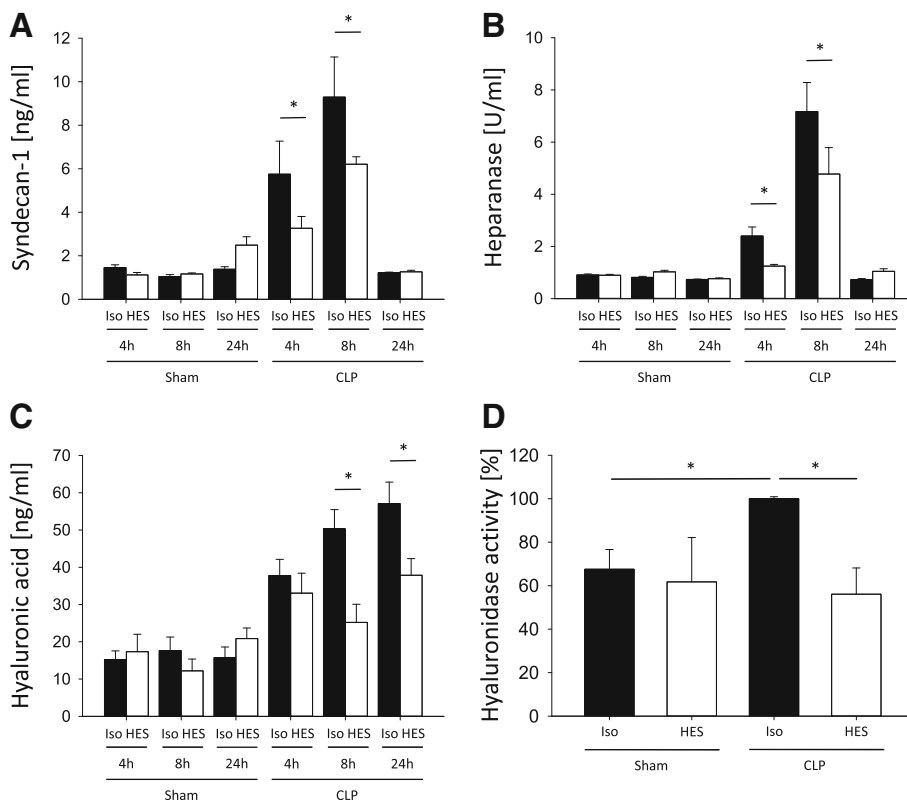 A
Syndecan-1 [ng/ml]
12
10
8
6
4
2
0
*
*
Iso HES Iso HES Iso HES Iso HES Iso HES Iso HES
4h 8h 24h 4h 8h 24h
Sham CLP
B
Heparanase [U/ml]
10
8
6
4
2
0
*
*
Iso HES Iso HES Iso HES Iso HES Iso HES Iso HES
4h 8h 24h 4h 8h 24h
Sham CLP
C
Hyaluronic acid [ng/ml]
70
60
50
40
30
20
10
0
*
*
Iso HES Iso HES Iso HES Iso HES Iso HES Iso HES
4h 8h 24h 4h 8h 24h
Sham CLP
D
Hyaluronidase activity [%]
120
100
80
60
40
20
0
* *
Iso HES Iso HES
Sham CLP